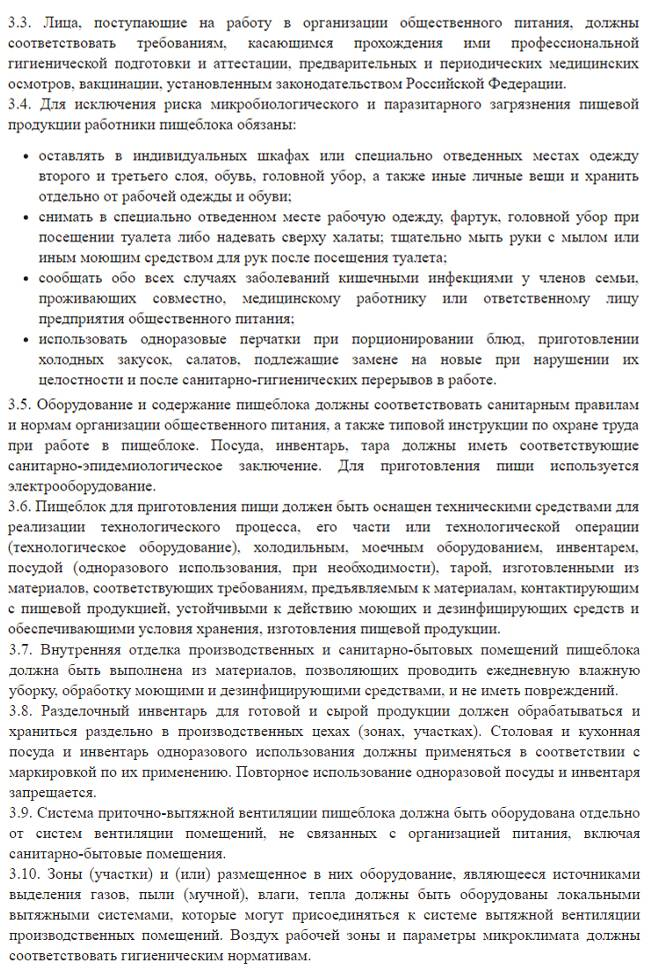 3.3. Лица, поступающие на работу в организации общественного питания, должны
соответствовать требованиям, касающимся прохождения ими профессиональной
гигиенической подготовки и аттестации, предварительных и периодических медицинских
осмотров, вакцинации, установленным законодательством Российской Федерации.
3.4. Для исключения риска микробиологического и паразитарного загрязнения пищевой
продукции работники пищеблока обязаны:
• оставлять в индивидуальных шкафах или специально отведенных местах одежду
второго и третьего слоя, обувь, головной убор, а также иные личные вещи и хранить
отдельно от рабочей одежды и обуви;
• снимать в специально отведенном месте рабочую одежду, фартук, головной убор при
посещении туалета либо надевать сверху халаты; тщательно мыть руки с мылом или
иным моющим средством для рук после посещения туалета;
• сообщать обо всех случаях заболеваний кишечными инфекциями у членов семьи,
проживающих совместно, медицинскому работнику или ответственному лицу
предприятия общественного питания;
• использовать одноразовые перчатки при порционировании блюд, приготовлении
холодных закусок, салатов, подлежащие замене на новые при нарушении их
целостности и после санитарно-гигиенических перерывов в работе.
3.5. Оборудование и содержание пищеблока должны соответствовать санитарным правилам
и нормам организации общественного питания, а также типовой инструкции по охране труда
при работе в пищеблоке. Посуда, инвентарь, тара должны иметь соответствующие
санитарно-эпидемиологическое заключение. Для приготовления пищи используется
электрооборудование.
3.6. Пищеблок для приготовления пищи должен быть оснащен техническими средствами для
реализации технологического процесса, его части или технологической операции
(технологическое оборудование), холодильным, моечным оборудованием, инвентарем,
посудой (одноразового использования, при необходимости), тарой, изготовленными из
материалов, соответствующих требованиям, предъявляемым к материалам, контактирующим
с пищевой продукцией, устойчивыми к действию моющих и дезинфицирующих средств и
обеспечивающими условия хранения, изготовления пищевой продукции.
3.7. Внутренняя отделка производственных и санитарно-бытовых помещений пищеблока
должна быть выполнена из материалов, позволяющих проводить ежедневную влажную
уборку, обработку моющими и дезинфицирующими средствами, и не иметь повреждений.
3.8. Разделочный инвентарь для готовой и сырой продукции должен обрабатываться и
храниться раздельно в производственных цехах (зонах, участках). Столовая и кухонная
посуда и инвентарь одноразового использования должны применяться в соответствии с
маркировкой по их применению. Повторное использование одноразовой посуды и инвентаря
запрещается.
3.9. Система приточно-вытяжной вентиляции пищеблока должна быть оборудована отдельно
от систем вентиляции помещений, не связанных с организацией питания, включая
санитарно-бытовые помещения.
3.10. Зоны (участки) и (или) размещенное в них оборудование, являющееся источниками
выделения газов, пыли (мучной), влаги, тепла должны быть оборудованы локальными
вытяжными системами, которые могут присоединяться к системе вытяжной вентиляции
производственных помещений. Воздух рабочей зоны и параметры микроклимата должны
соответствовать гигиеническим нормативам.